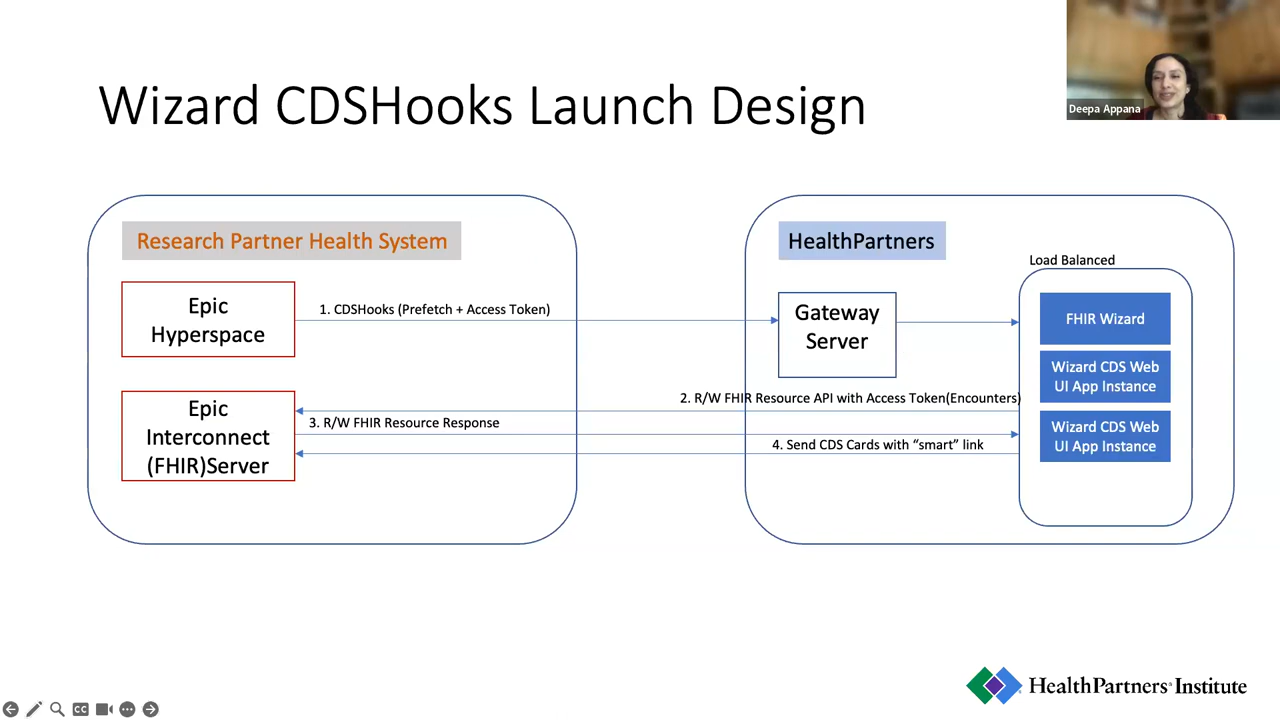 Deepa Appana
Wizard CDSHooks Launch Design
Research Partner Health System
Epic
Hyperspace
1. CDSHooks (Prefetch + Access Token)
HealthPartners
Gateway
Server
Load Balanced
FHIR Wizard
Wizard CDS Web
UI App Instance
Wizard CDS Web
UI App Instance
2. R/W FHIR Resource API with Access Token(Encounters)
Epic
Interconnect
(FHIR)Server
3. R/W FHIR Resource Response
4. Send CDS Cards with “smart” link
CC
HealthPartners Institute